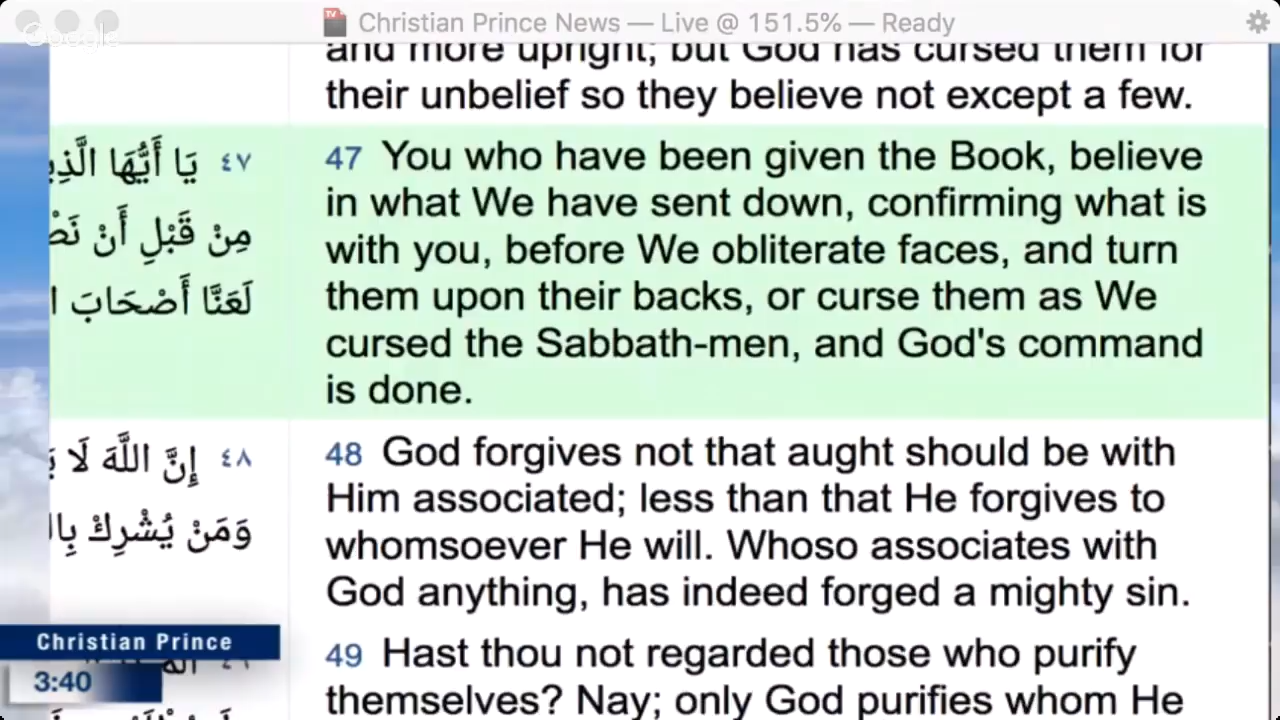 Google
Christian Prince News — Live @ 151.5% — Ready
and more upright; but God has cursed them for
their unbelief so they believe not except a few.
٤٧ يَا أَيُّهَا الَّذِي
مِنْ قَبْلِ أَنْ نَط
لَعَنَّا أَصْحَابَ ا
47 You who have been given the Book, believe
in what We have sent down, confirming what is
with you, before We obliterate faces, and turn
them upon their backs, or curse them as We
cursed the Sabbath-men, and God's command
is done.
٤٨ إِنَّ اللَّهَ لَا
وَمَنْ يُشْرِكْ
48 God forgives not that aught should be with
Him associated; less than that He forgives to
whomsoever He will. Whoso associates with
God anything, has indeed forged a mighty sin.
49 Hast thou not regarded those who purify
themselves? Nay; only God purifies whom He
Christian Prince
3:40